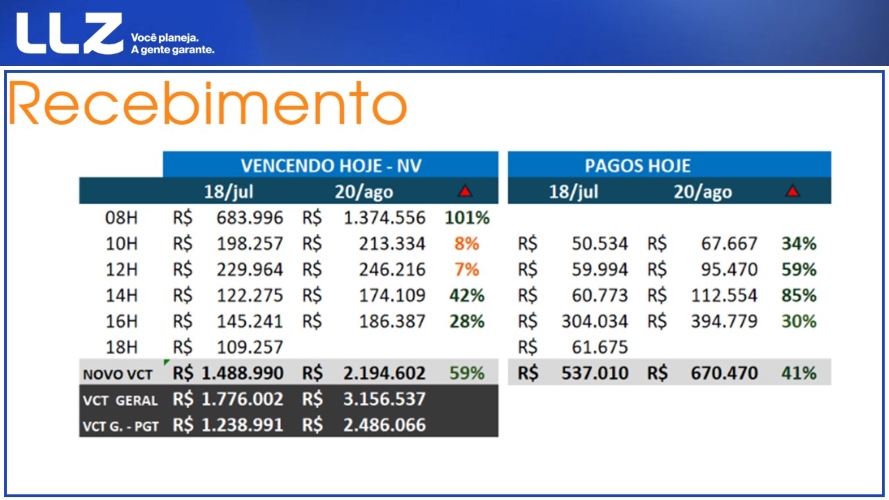 LLZ Você planeja.
A gente garante.
Recebimento
VENCENDO HOJE - NV PAGOS HOJE
18/jul 20/ago 18/jul 20/ago
08H R$ 683.996 R$ 1.374.556 101%
10H R$ 198.257 R$ 213.334 8% R$ 50.534 R$ 67.667 34%
12H R$ 229.964 R$ 246.216 7% R$ 59.994 R$ 95.470 59%
14H R$ 122.275 R$ 174.109 42% R$ 60.773 R$ 112.554 85%
16H R$ 145.241 R$ 186.387 28% R$ 304.034 R$ 394.779 30%
18H R$ 109.257 R$ 61.675
NOVO VCT R$ 1.488.990 R$ 2.194.602 59% R$ 537.010 R$ 670.470 41%
VCT GERAL R$ 1.776.002 R$ 3.156.537
VCT G. - PGT R$ 1.238.991 R$ 2.486.066